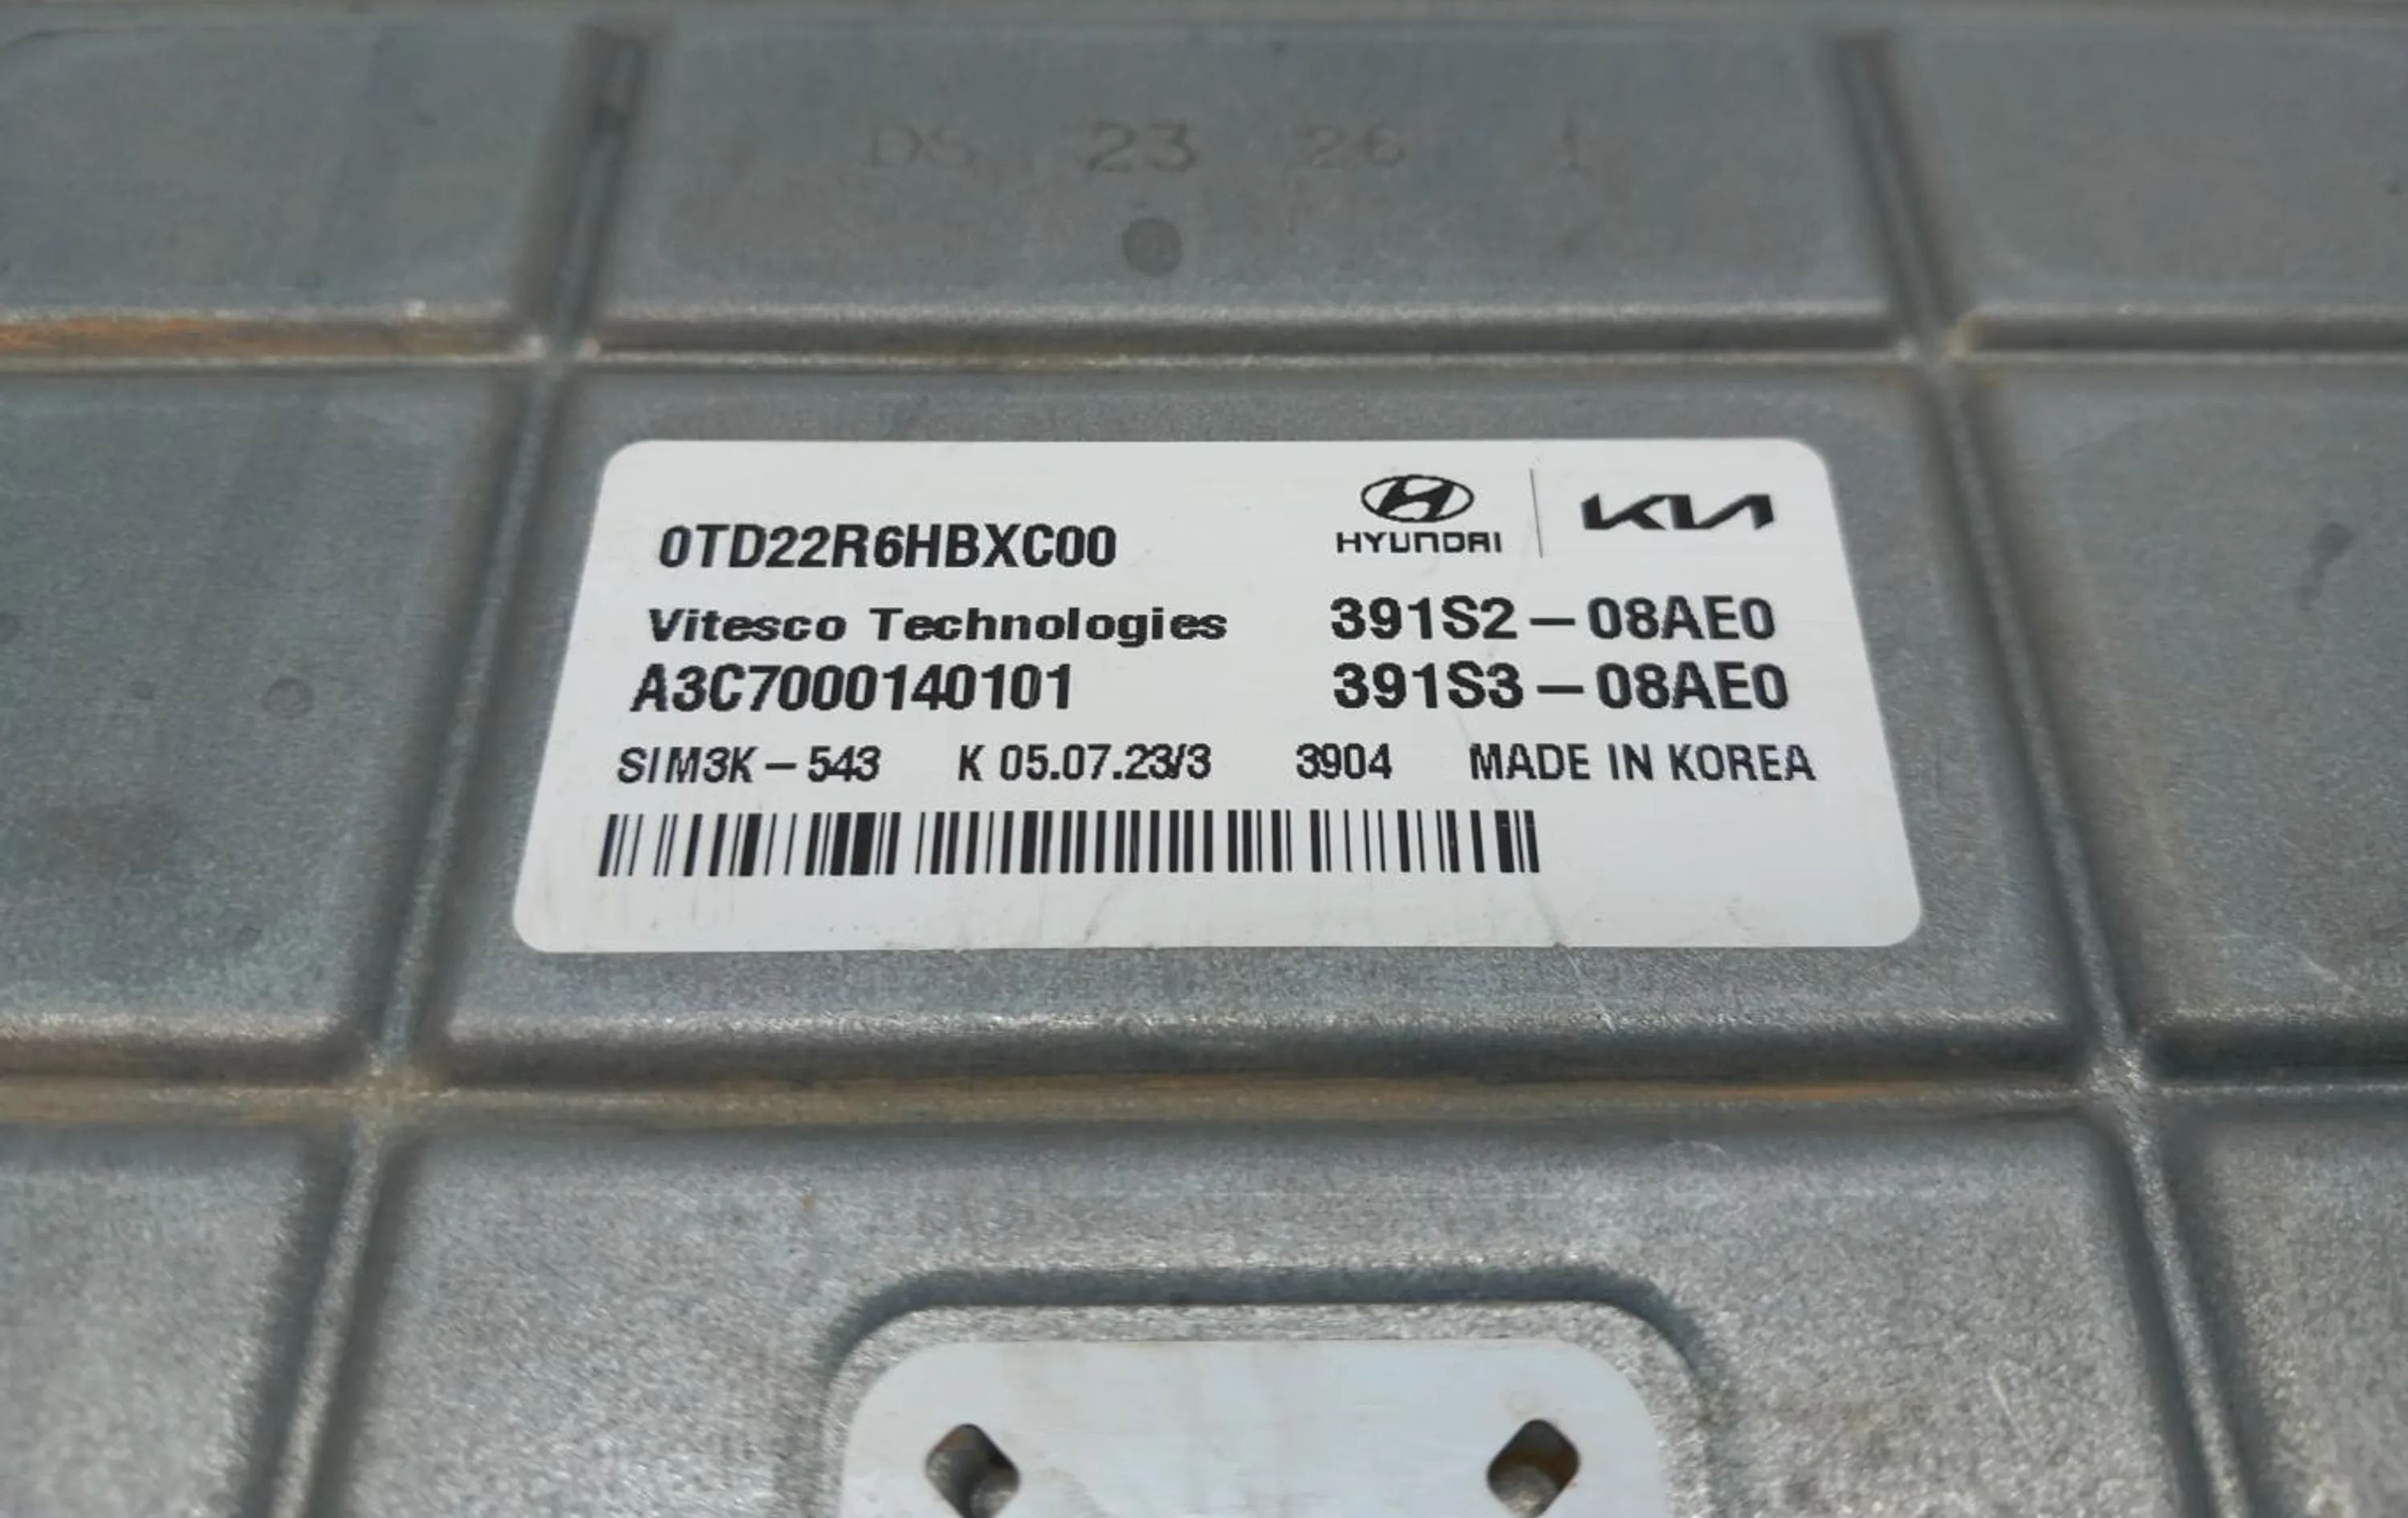 DS 23 26 1
0TD22R6HBXC00
HYUNDAI KIA
Vitesco Technologies 391S2-08AE0
A3C7000140101 391S3-08AE0
SIM3K-543 K 05.07.23/3 3904 MADE IN KOREA